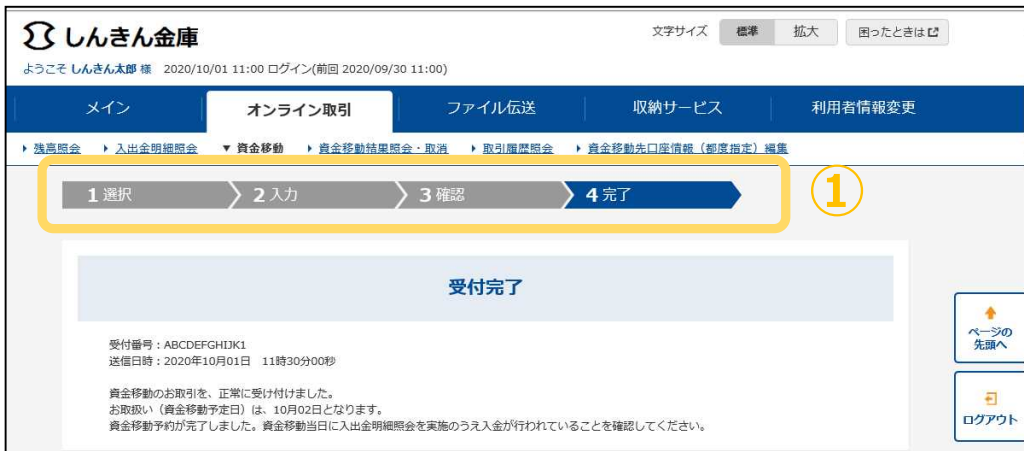 しんきん金庫
文字サイズ 標準 拡大 困ったときは
ようこそ しんきん太郎 様 2020/10/01 11:00 ログイン(前回 2020/09/30 11:00)
メイン オンライン取引 ファイル伝送 収納サービス 利用者情報変更
残高照会 入出金明細照会 ▼ 資金移動 資金移動結果照会・取消 取引履歴照会 資金移動先口座情報（都度指定）編集
1 選択 2 入力 3 確認 4 完了
①
受付完了
受付番号：ABCDEFGHIJK1
送信日時：2020年10月01日 11時30分00秒
資金移動のお取引を、正常に受け付けました。
お取扱い（資金移動予定日）は、10月02日となります。
資金移動予約が完了しました。資金移動当日に入出金明細照会を実施のうえ入金が行われていることを確認してください。
ページの
先頭へ
ログアウト